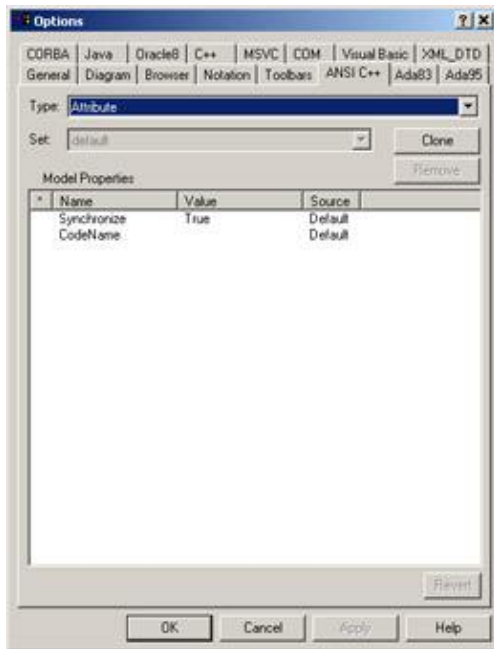 Options
CORBA Java Oracle8 C++ MSVC COM Visual Basic XML_DTD
General Diagram Browser Notation Toolbars ANSI C++ Ada83 Ada95
Type: Attribute
Set: default Clone
Remove
Model Properties
* Name Value Source
Synchronize True Default
CodeName Default
Revert
OK Cancel Apply Help